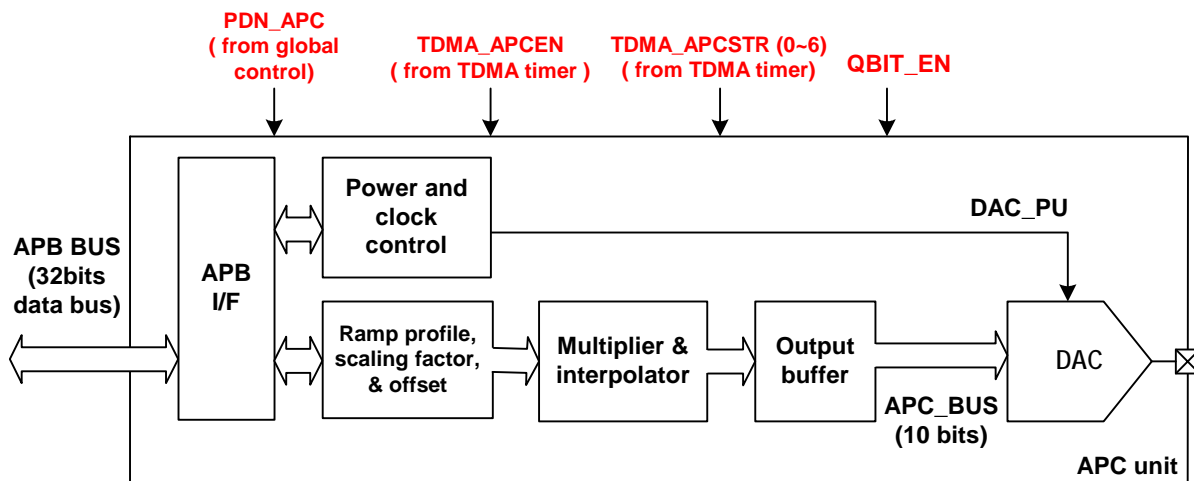 PDN_APC
( from global
control)
TDMA_APCEN
( from TDMA timer )
TDMA_APCSTR (0~6)
( from TDMA timer)
QBIT_EN
Power and
clock
control
DAC_PU
APB BUS
(32bits
data bus)
APB
I/F
Ramp profile,
scaling factor,
& offset
Multiplier &
interpolator
Output
buffer
DAC
APC_BUS
(10 bits)
APC unit